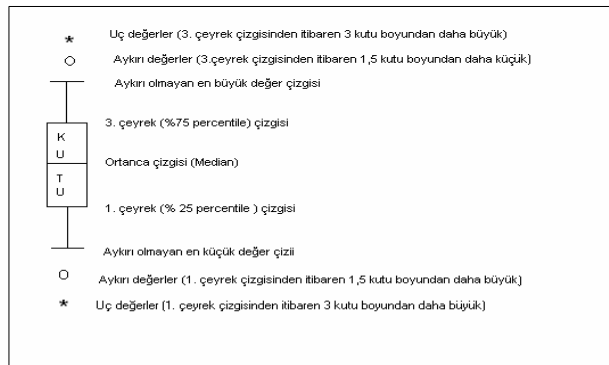 * Uç değerler (3. çeyrek çizgisinden itibaren 3 kutu boyundan daha büyük)
O Aykırı değerler (3.çeyrek çizgisinden itibaren 1,5 kutu boyundan daha küçük)
Aykırı olmayan en büyük değer çizgisi
3. çeyrek (%75 percentile) çizgisi
K
U
Ortanca çizgisi (Median)
T
U
1. çeyrek (% 25 percentile ) çizgisi
Aykırı olmayan en küçük değer çizii
O Aykırı değerler (1. çeyrek çizgisinden itibaren 1,5 kutu boyundan daha büyük)
* Uç değerler (1. çeyrek çizgisinden itibaren 3 kutu boyundan daha büyük)